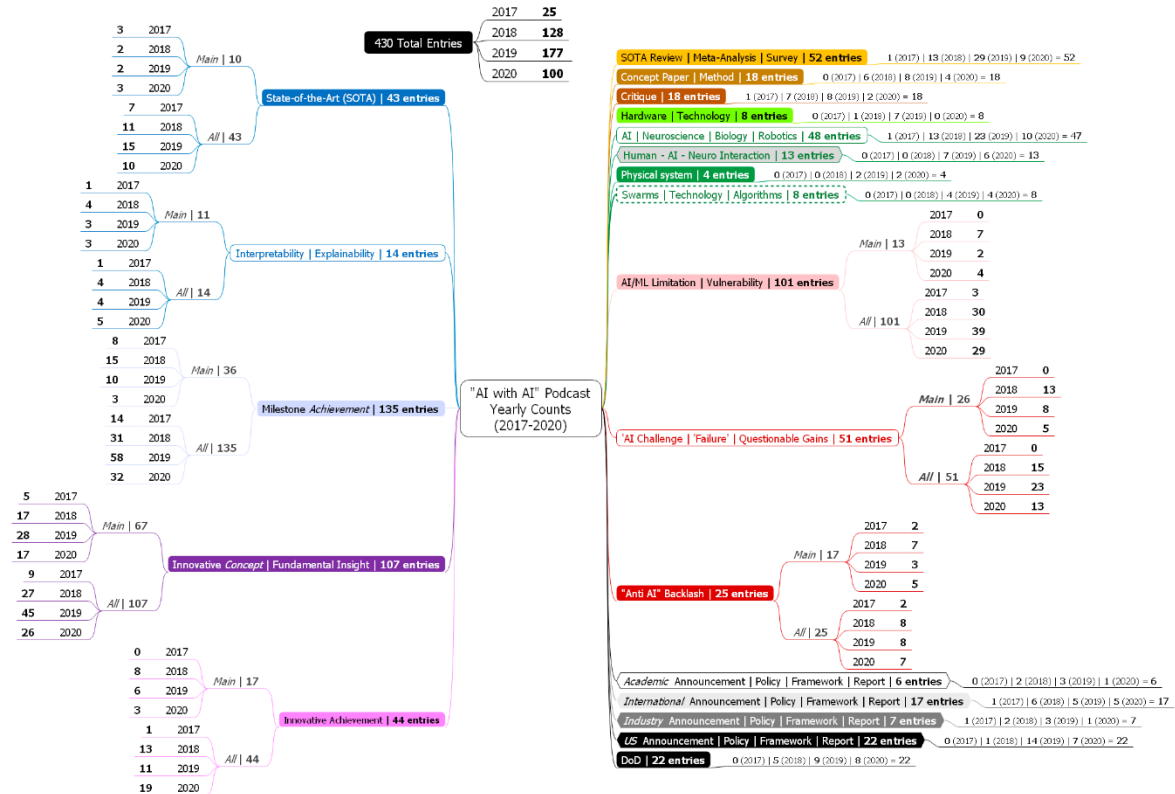 430 Total Entries
2017 25
2018 128
2019 177
2020 100
"AI with AI" Podcast
Yearly Counts
(2017-2020)
State-of-the-Art (SOTA) | 43 entries
Main | 10
3 2017
2 2018
2 2019
3 2020
All | 43
7 2017
11 2018
15 2019
10 2020
Interpretability | Explainability | 14 entries
Main | 11
1 2017
4 2018
3 2019
3 2020
All | 14
1 2017
4 2018
4 2019
5 2020
Milestone Achievement | 135 entries
Main | 36
8 2017
15 2018
10 2019
3 2020
All | 135
14 2017
31 2018
58 2019
32 2020
Innovative Concept | Fundamental Insight | 107 entries
Main | 67
5 2017
17 2018
28 2019
17 2020
All | 107
9 2017
27 2018
45 2019
26 2020
Innovative Achievement | 44 entries
Main | 17
0 2017
8 2018
6 2019
3 2020
All | 44
1 2017
13 2018
11 2019
19 2020
SOTA Review | Meta-Analysis | Survey | 52 entries 1 (2017) | 13 (2018) | 29 (2019) | 9 (2020) = 52
Concept Paper | Method | 18 entries 0 (2017) | 6 (2018) | 8 (2019) | 4 (2020) = 18
Critique | 18 entries 1 (2017) | 7 (2018) | 8 (2019) | 2 (2020) = 18
Hardware | Technology | 8 entries 0 (2017) | 1 (2018) | 7 (2019) | 0 (2020) = 8
AI | Neuroscience | Biology | Robotics | 48 entries 1 (2017) | 13 (2018) | 23 (2019) | 10 (2020) = 47
Human - AI - Neuro Interaction | 13 entries 0 (2017) | 0 (2018) | 7 (2019) | 6 (2020) = 13
Physical system | 4 entries 0 (2017) | 0 (2018) | 2 (2019) | 2 (2020) = 4
Swarms | Technology | Algorithms | 8 entries 0 (2017) | 0 (2018) | 4 (2019) | 4 (2020) = 8
AI/ML Limitation | Vulnerability | 101 entries
Main | 13
2017 0
2018 7
2019 2
2020 4
All | 101
2017 3
2018 30
2019 39
2020 29
'AI Challenge | 'Failure' | Questionable Gains | 51 entries
Main | 26
2017 0
2018 13
2019 8
2020 5
All | 51
2017 0
2018 15
2019 23
2020 13
"Anti AI" Backlash | 25 entries
Main | 17
2017 2
2018 7
2019 3
2020 5
All | 25
2017 2
2018 8
2019 8
2020 7
Academic Announcement | Policy | Framework | Report | 6 entries 0 (2017) | 2 (2018) | 3 (2019) | 1 (2020) = 6
International Announcement | Policy | Framework | Report | 17 entries 1 (2017) | 6 (2018) | 5 (2019) | 5 (2020) = 17
Industry Announcement | Policy | Framework | Report | 7 entries 1 (2017) | 2 (2018) | 3 (2019) | 1 (2020) = 7
US Announcement | Policy | Framework | Report | 22 entries 0 (2017) | 1 (2018) | 14 (2019) | 7 (2020) = 22
DoD | 22 entries 0 (2017) | 5 (2018) | 9 (2019) | 8 (2020) = 22